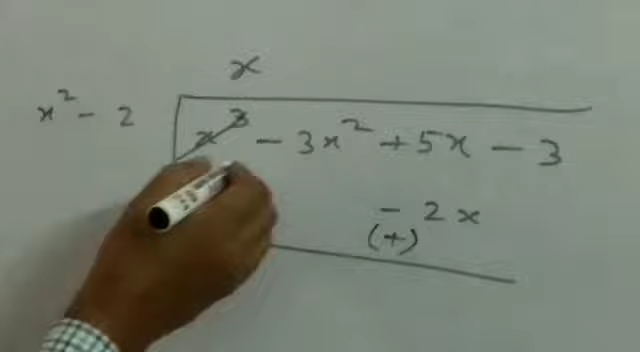 x
x² - 2
x³ - 3x² + 5x - 3
- 2x
(+)